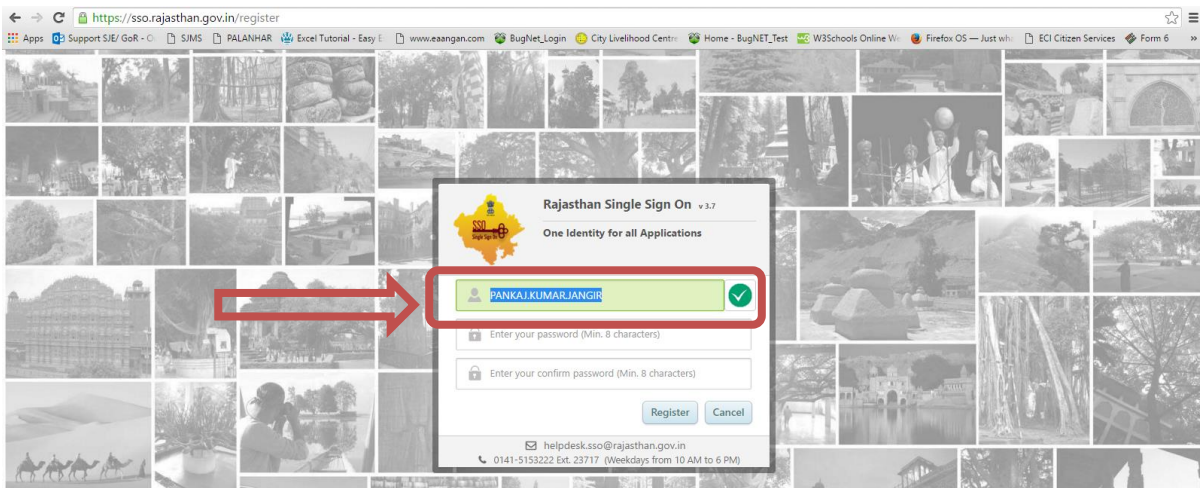 https://sso.rajasthan.gov.in/register
Apps Support SJE/ GoR - O SJMS PALANHAR Excel Tutorial - Easy E www.eaangan.com BugNet_Login City Livelihood Centre Home - BugNET_Test W3Schools Online We Firefox OS — Just wha ECI Citizen Services Form 6 »
Rajasthan Single Sign On v 3.7
One Identity for all Applications
SSO
Single Sign On
PANKAJ.KUMAR.JANGIR
Enter your password (Min. 8 characters)
Enter your confirm password (Min. 8 characters)
Register Cancel
helpdesk.sso@rajasthan.gov.in
0141-5153222 Ext. 23717 (Weekdays from 10 AM to 6 PM)